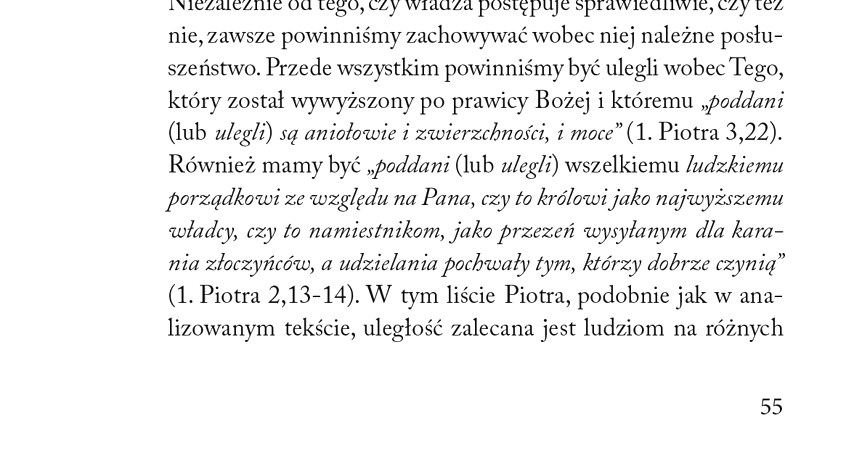 Niezależnie od tego, czy władza postępuje sprawiedliwie, czy też
nie, zawsze powinniśmy zachowywać wobec niej należne posłu-
szeństwo. Przede wszystkim powinniśmy być ulegli wobec Tego,
który został wywyższony po prawicy Bożej i któremu „poddani
(lub ulegli) są aniołowie i zwierzchności, i moce” (1. Piotra 3,22).
Również mamy być „poddani (lub ulegli) wszelkiemu ludzkiemu
porządkowi ze względu na Pana, czy to królowi jako najwyższemu
władcy, czy to namiestnikom, jako przezeń wysyłanym dla kara-
nia złoczyńców, a udzielania pochwały tym, którzy dobrze czynią”
(1. Piotra 2,13-14). W tym liście Piotra, podobnie jak w ana-
lizowanym tekście, uległość zalecana jest ludziom na różnych
55